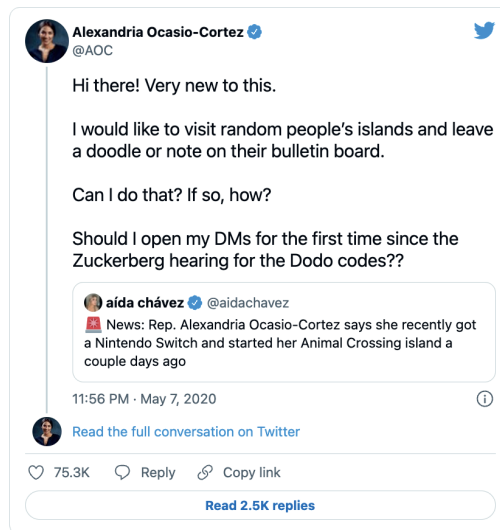 Alexandria Ocasio-Cortez
@AOC
Hi there! Very new to this.
I would like to visit random people’s islands and leave
a doodle or note on their bulletin board.
Can I do that? If so, how?
Should I open my DMs for the first time since the
Zuckerberg hearing for the Dodo codes??
aída chávez @aidachavez
🚨 News: Rep. Alexandria Ocasio-Cortez says she recently got
a Nintendo Switch and started her Animal Crossing island a
couple days ago
11:56 PM · May 7, 2020
Read the full conversation on Twitter
75.3K Reply Copy link
Read 2.5K replies